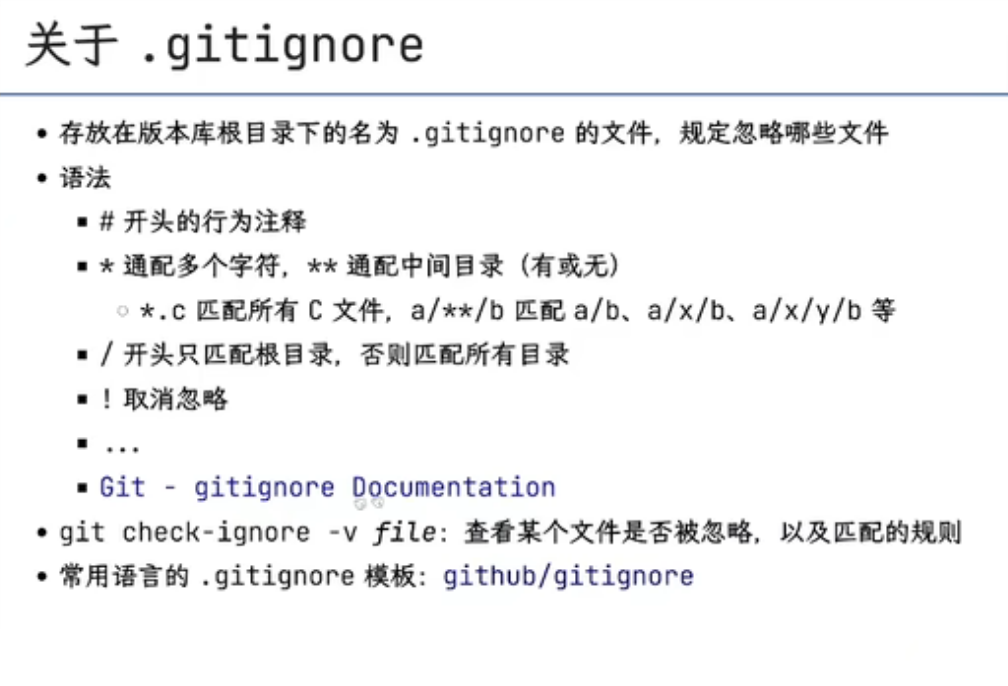 关于 .gitignore
• 存放在版本库根目录下的名为 .gitignore 的文件，规定忽略哪些文件
• 语法
▪ # 开头的行为注释
▪ * 通配多个字符，** 通配中间目录（有或无）
○ *.c 匹配所有 C 文件，a/**/b 匹配 a/b、a/x/b、a/x/y/b 等
▪ / 开头只匹配根目录，否则匹配所有目录
▪ ! 取消忽略
▪ ...
▪ Git - gitignore Documentation
• git check-ignore -v file: 查看某个文件是否被忽略，以及匹配的规则
• 常用语言的 .gitignore 模板: github/gitignore